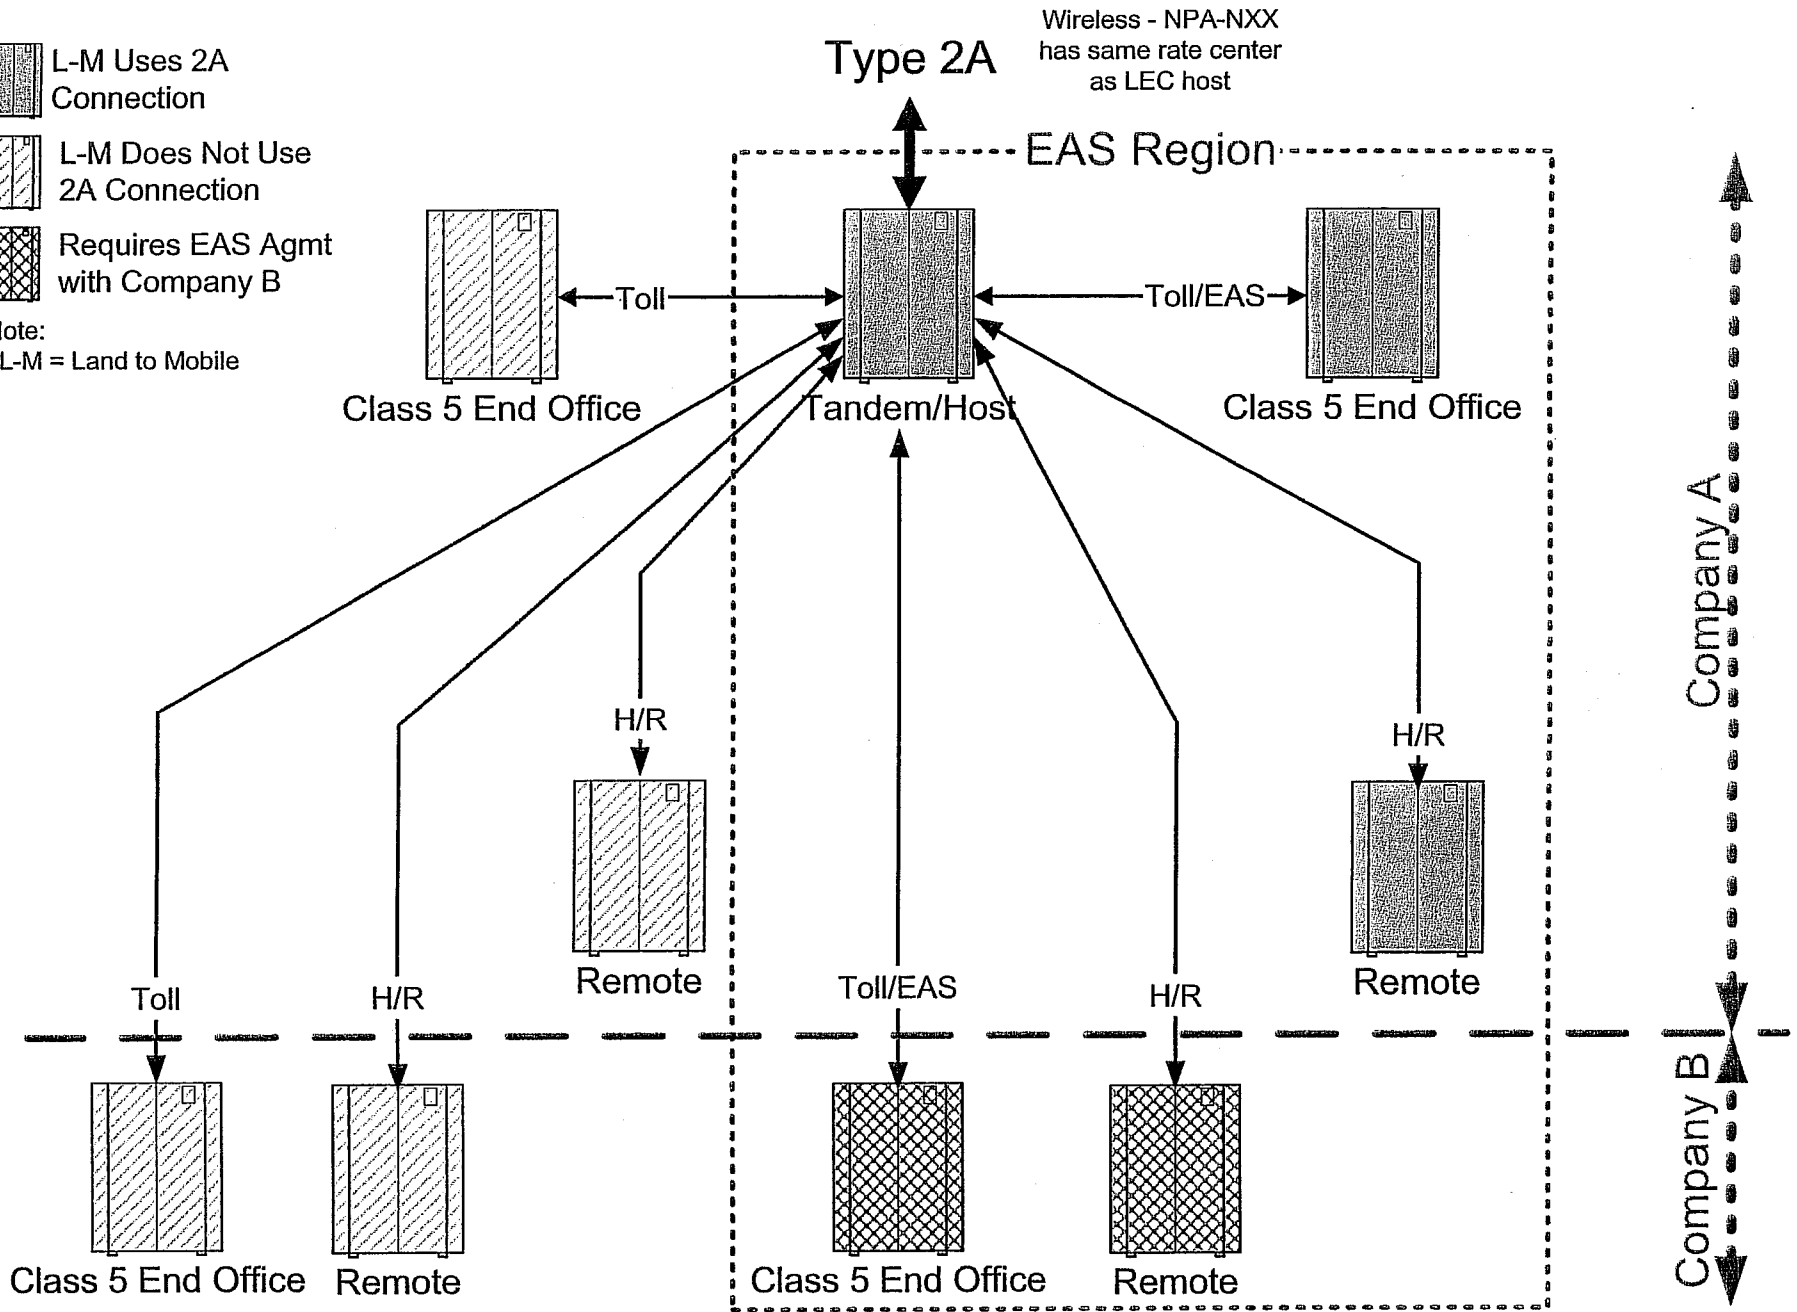 L-M Uses 2A
Connection
L-M Does Not Use
2A Connection
Requires EAS Agmt
with Company B
L-M = Land to Mobile
Type 2A
Wireless - NPA-NXX
has same rate center
as LEC host
EAS Region
Toll
Toll/EAS
Class 5 End Office
Tandem/Host
Class 5 End Office
Company A
H/R
H/R
Remote
Remote
Toll
H/R
Toll/EAS
H/R
Company B
Class 5 End Office
Remote
Class 5 End Office
Remote